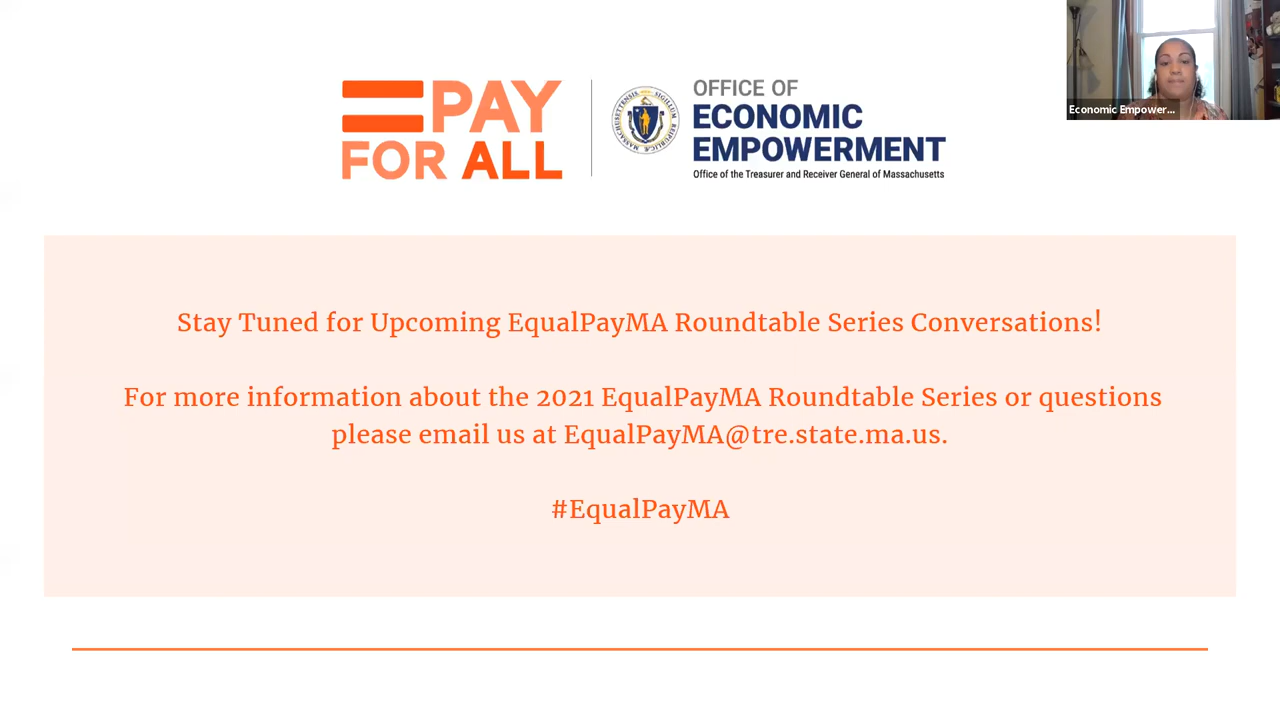 PAY
FOR ALL
OFFICE OF
ECONOMIC
EMPOWERMENT
Office of the Treasurer and Receiver General of Massachusetts
Economic Empower...
Stay Tuned for Upcoming EqualPayMA Roundtable Series Conversations!
For more information about the 2021 EqualPayMA Roundtable Series or questions
please email us at EqualPayMA@tre.state.ma.us.
#EqualPayMA